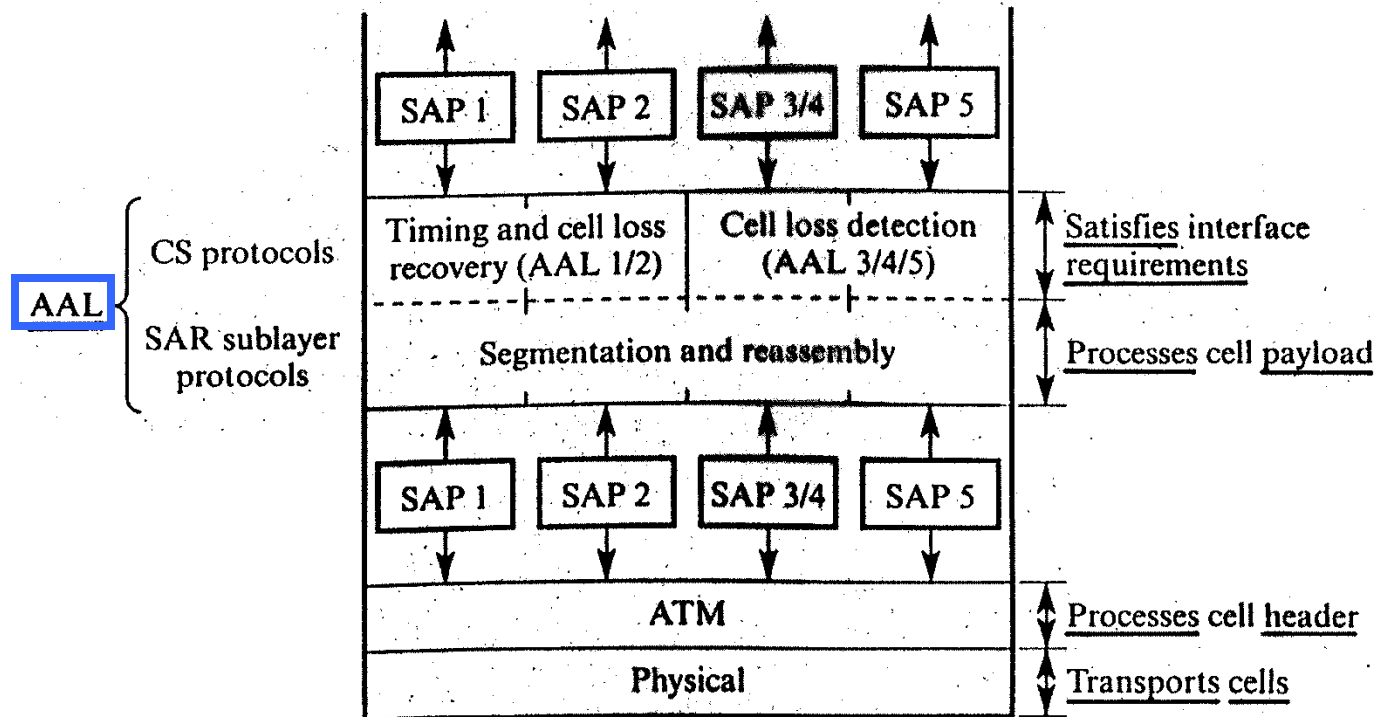 SAP 1
SAP 2
SAP 3/4
SAP 5
AAL
CS protocols
Timing and cell loss
recovery (AAL 1/2)
Cell loss detection
(AAL 3/4/5)
Satisfies interface
requirements
SAR sublayer
protocols
Segmentation and reassembly
Processes cell payload
SAP 1
SAP 2
SAP 3/4
SAP 5
ATM
Processes cell header
Physical
Transports cells